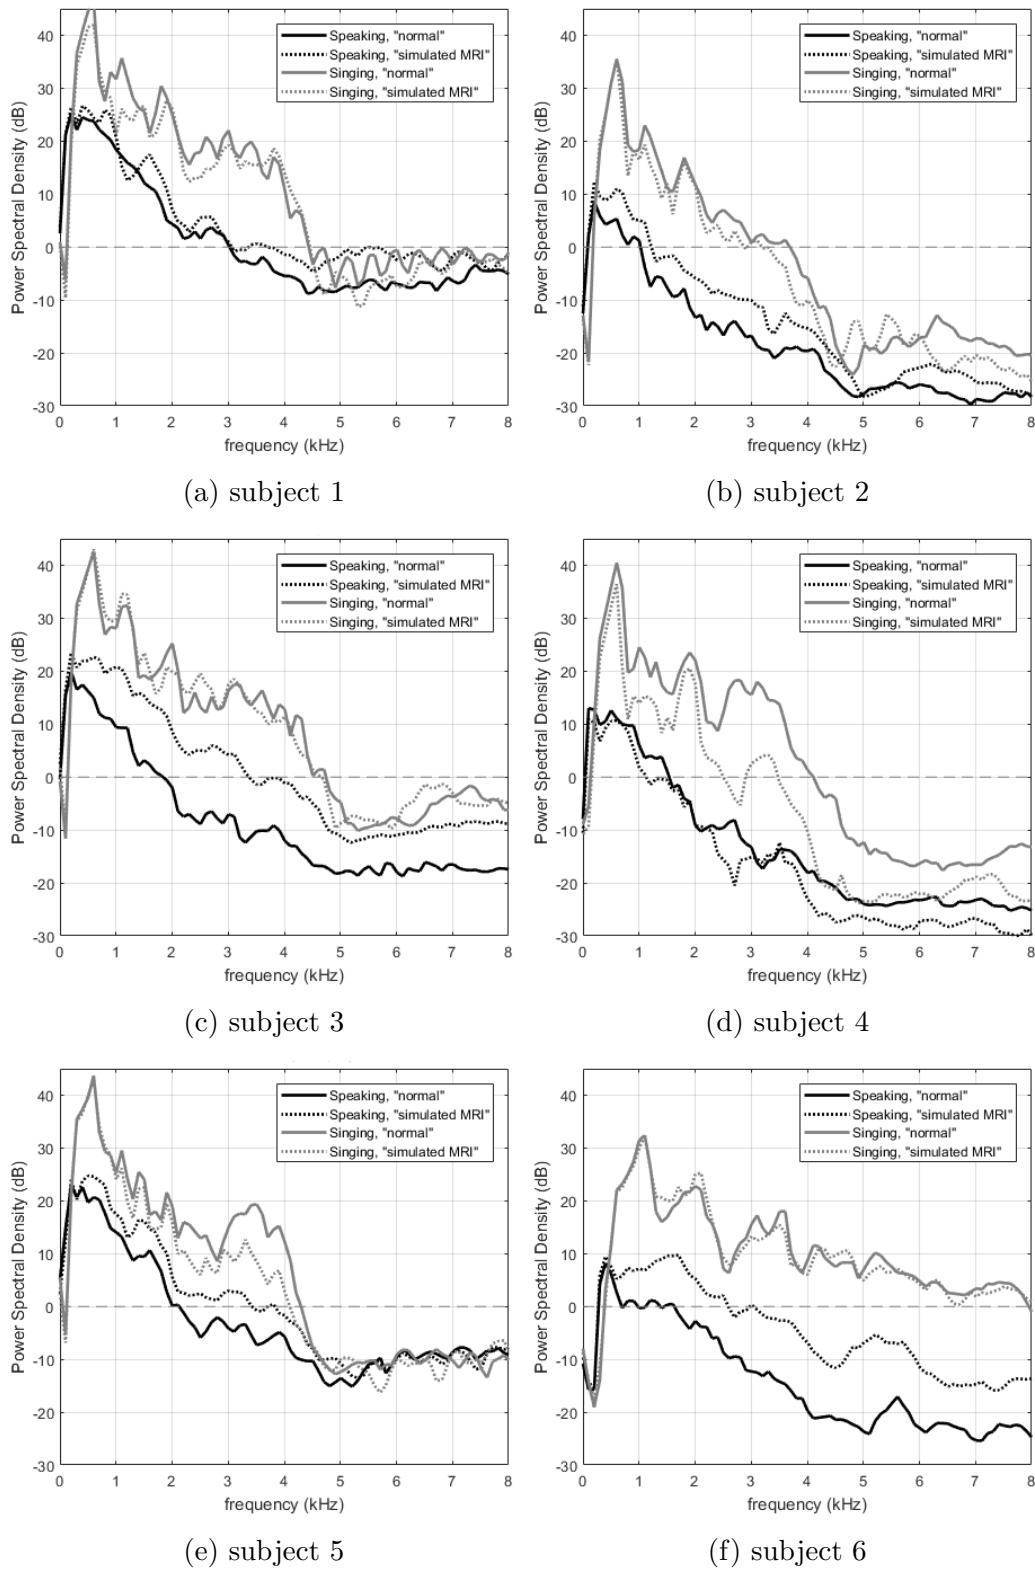 Power Spectral Density (dB)
40
30
20
10
0
-10
-20
-30
Speaking, "normal"
Speaking, "simulated MRI"
Singing, "normal"
Singing, "simulated MRI"
0 1 2 3 4 5 6 7 8
frequency (kHz)
(a) subject 1
Power Spectral Density (dB)
40
30
20
10
0
-10
-20
-30
Speaking, "normal"
Speaking, "simulated MRI"
Singing, "normal"
Singing, "simulated MRI"
0 1 2 3 4 5 6 7 8
frequency (kHz)
(b) subject 2
Power Spectral Density (dB)
40
30
20
10
0
-10
-20
-30
Speaking, "normal"
Speaking, "simulated MRI"
Singing, "normal"
Singing, "simulated MRI"
0 1 2 3 4 5 6 7 8
frequency (kHz)
(c) subject 3
Power Spectral Density (dB)
40
30
20
10
0
-10
-20
-30
Speaking, "normal"
Speaking, "simulated MRI"
Singing, "normal"
Singing, "simulated MRI"
0 1 2 3 4 5 6 7 8
frequency (kHz)
(d) subject 4
Power Spectral Density (dB)
40
30
20
10
0
-10
-20
-30
Speaking, "normal"
Speaking, "simulated MRI"
Singing, "normal"
Singing, "simulated MRI"
0 1 2 3 4 5 6 7 8
frequency (kHz)
(e) subject 5
Power Spectral Density (dB)
40
30
20
10
0
-10
-20
-30
Speaking, "normal"
Speaking, "simulated MRI"
Singing, "normal"
Singing, "simulated MRI"
0 1 2 3 4 5 6 7 8
frequency (kHz)
(f) subject 6